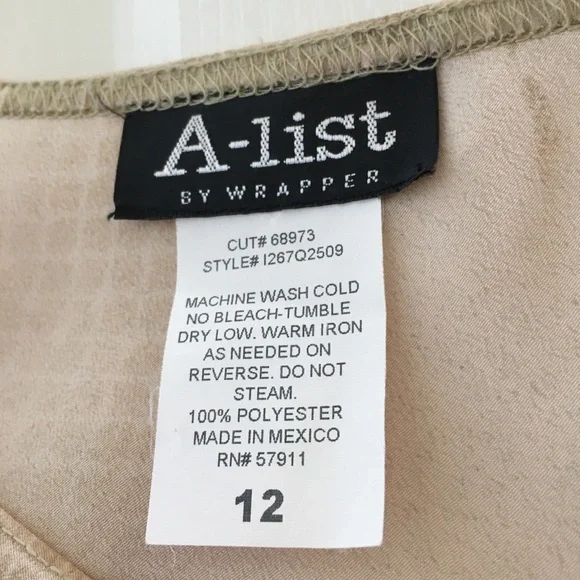 A-list
BY WRAPPER
CUT# 68973
STYLE# I267Q2509
MACHINE WASH COLD
NO BLEACH-TUMBLE
DRY LOW. WARM IRON
AS NEEDED ON
REVERSE. DO NOT
STEAM.
100% POLYESTER
MADE IN MEXICO
RN# 57911
12